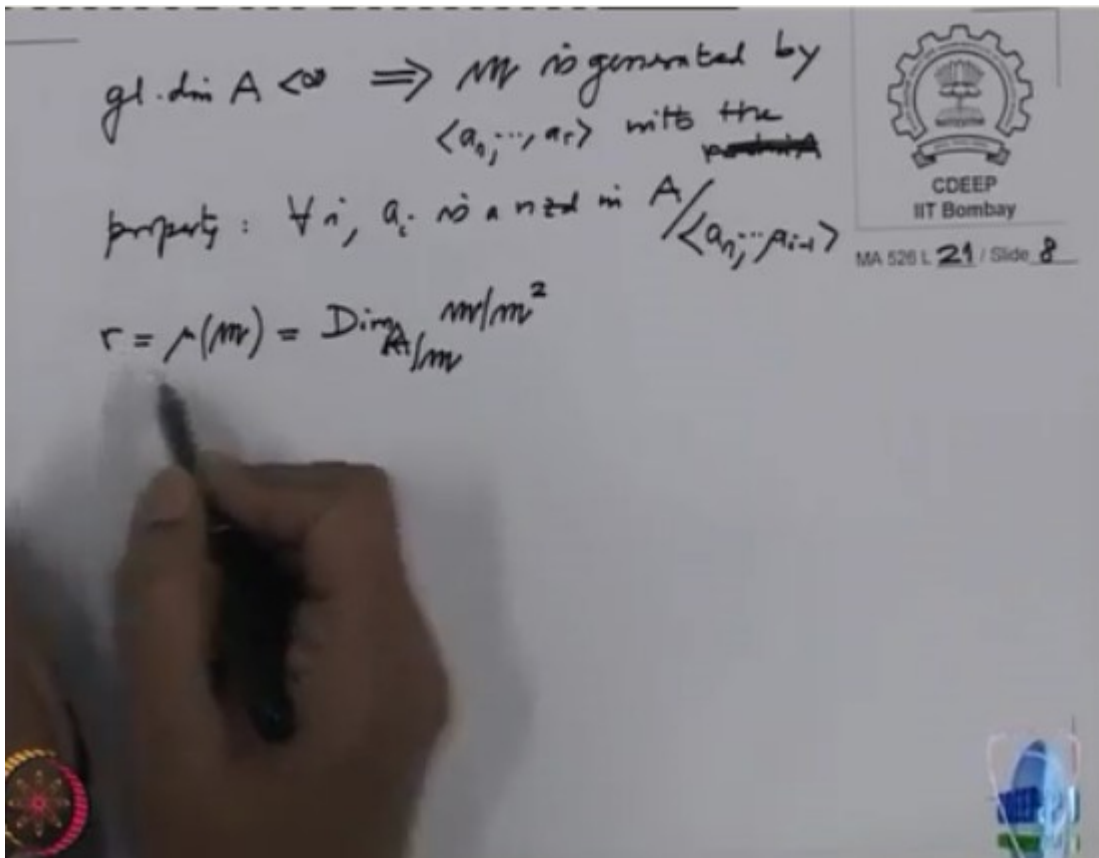 gl. dim A < ∞ ⟹ 𝔪 is generated by
⟨a₁, ..., aᵣ⟩ with the
property : ∀ i, aᵢ is a nzd in A/⟨a₁, ..., aᵢ₋₁⟩
r = μ(𝔪) = Dim_{A/𝔪} 𝔪/𝔪²
CDEEP
IIT Bombay
MA 526 L 21 / Slide 8